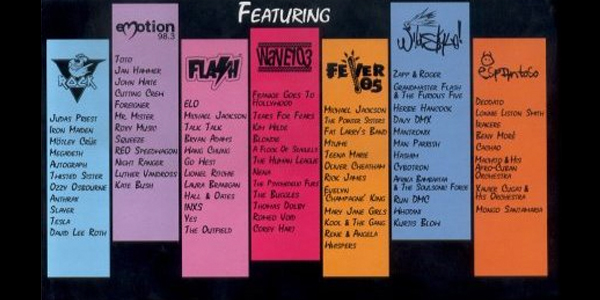 FEATURING
V
ROCK
JUDAS PRIEST
IRON MAIDEN
MÖTLEY CRÜE
MEGADETH
AUTOGRAPH
TWISTED SISTER
OZZY OSBOURNE
ANTHRAX
SLAYER
TESLA
DAVID LEE ROTH
emotion
98.3
TOTO
JAN HAMMER
JOHN WAITE
CUTTING CREW
FOREIGNER
MR. MISTER
ROXY MUSIC
SQUEEZE
REO SPEEDWAGON
NIGHT RANGER
LUTHER VANDROSS
KATE BUSH
FLASH
ELO
MICHAEL JACKSON
TALK TALK
BRYAN ADAMS
WANG CHUNG
GO WEST
LIONEL RITCHIE
LAURA BRANIGAN
HALL & OATES
INXS
YES
THE OUTFIELD
WAVE103
FRANKIE GOES TO
HOLLYWOOD
TEARS FOR FEARS
KIM WILDE
BLONDIE
A FLOCK OF SEAGULLS
THE HUMAN LEAGUE
NENA
THE PSYCHEDELIC FURS
THE BUGGLES
THOMAS DOLBY
ROMEO VOID
COREY HART
FEVER
105
MICHAEL JACKSON
THE POINTER SISTERS
FAT LARRY'S BAND
MTUME
TEENA MARIE
OLIVER CHEATHAM
RICK JAMES
EVELYN
CHAMPAGNE KING
MARY JANE GIRLS
KOOL & THE GANG
RENE & ANGELA
WHISPERS
Wildstyle!
ZAPP & ROGER
GRANDMASTER FLASH
& THE FURIOUS FIVE
HERBIE HANCOCK
DAVY DMX
MANTRONIX
MAN PARRISH
HASHIM
CYBOTRON
AFRIKA BAMBAATAA
& THE SOULSONIC FORCE
RUN DMC
WHODINI
KURTIS BLOW
espantoso
DEODATO
LONNIE LISTON SMITH
IRAKERE
BENY MORÉ
CACHAO
MACHITO & HIS
AFRO-CUBAN
ORCHESTRA
XAVIER CUGAT &
HIS ORCHESTRA
MONGO SANTAMARIA